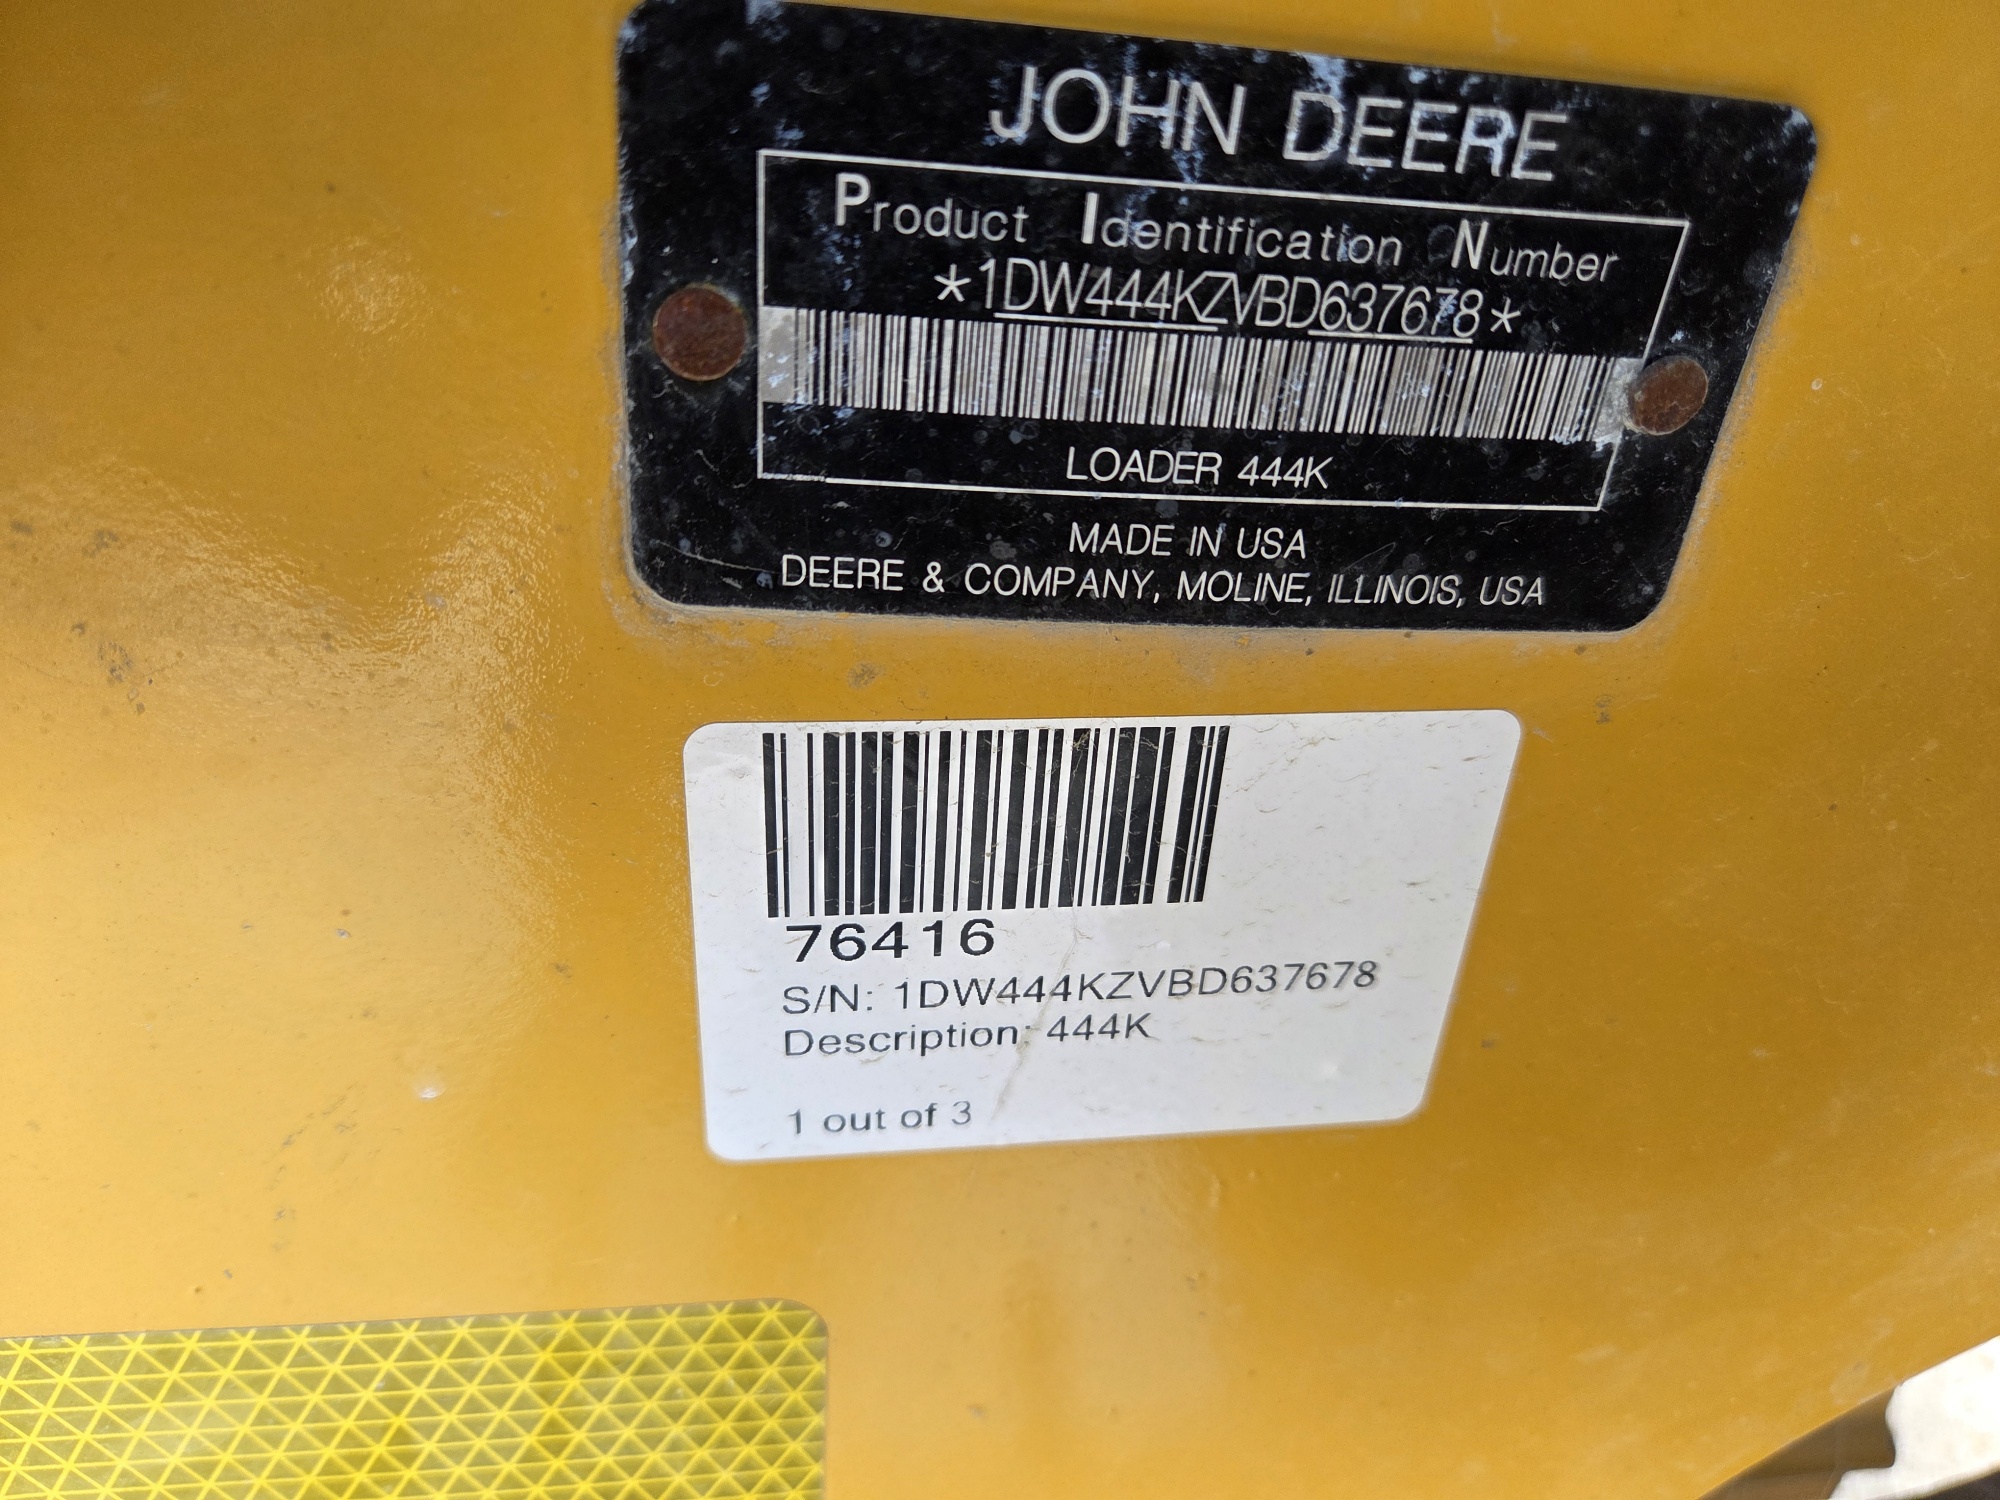 JOHN DEERE
Product Identification Number
*1DW444KZVBD637678*
LOADER 444K
MADE IN USA
DEERE & COMPANY, MOLINE, ILLINOIS, USA
76416
S/N: 1DW444KZVBD637678
Description: 444K
1 out of 3